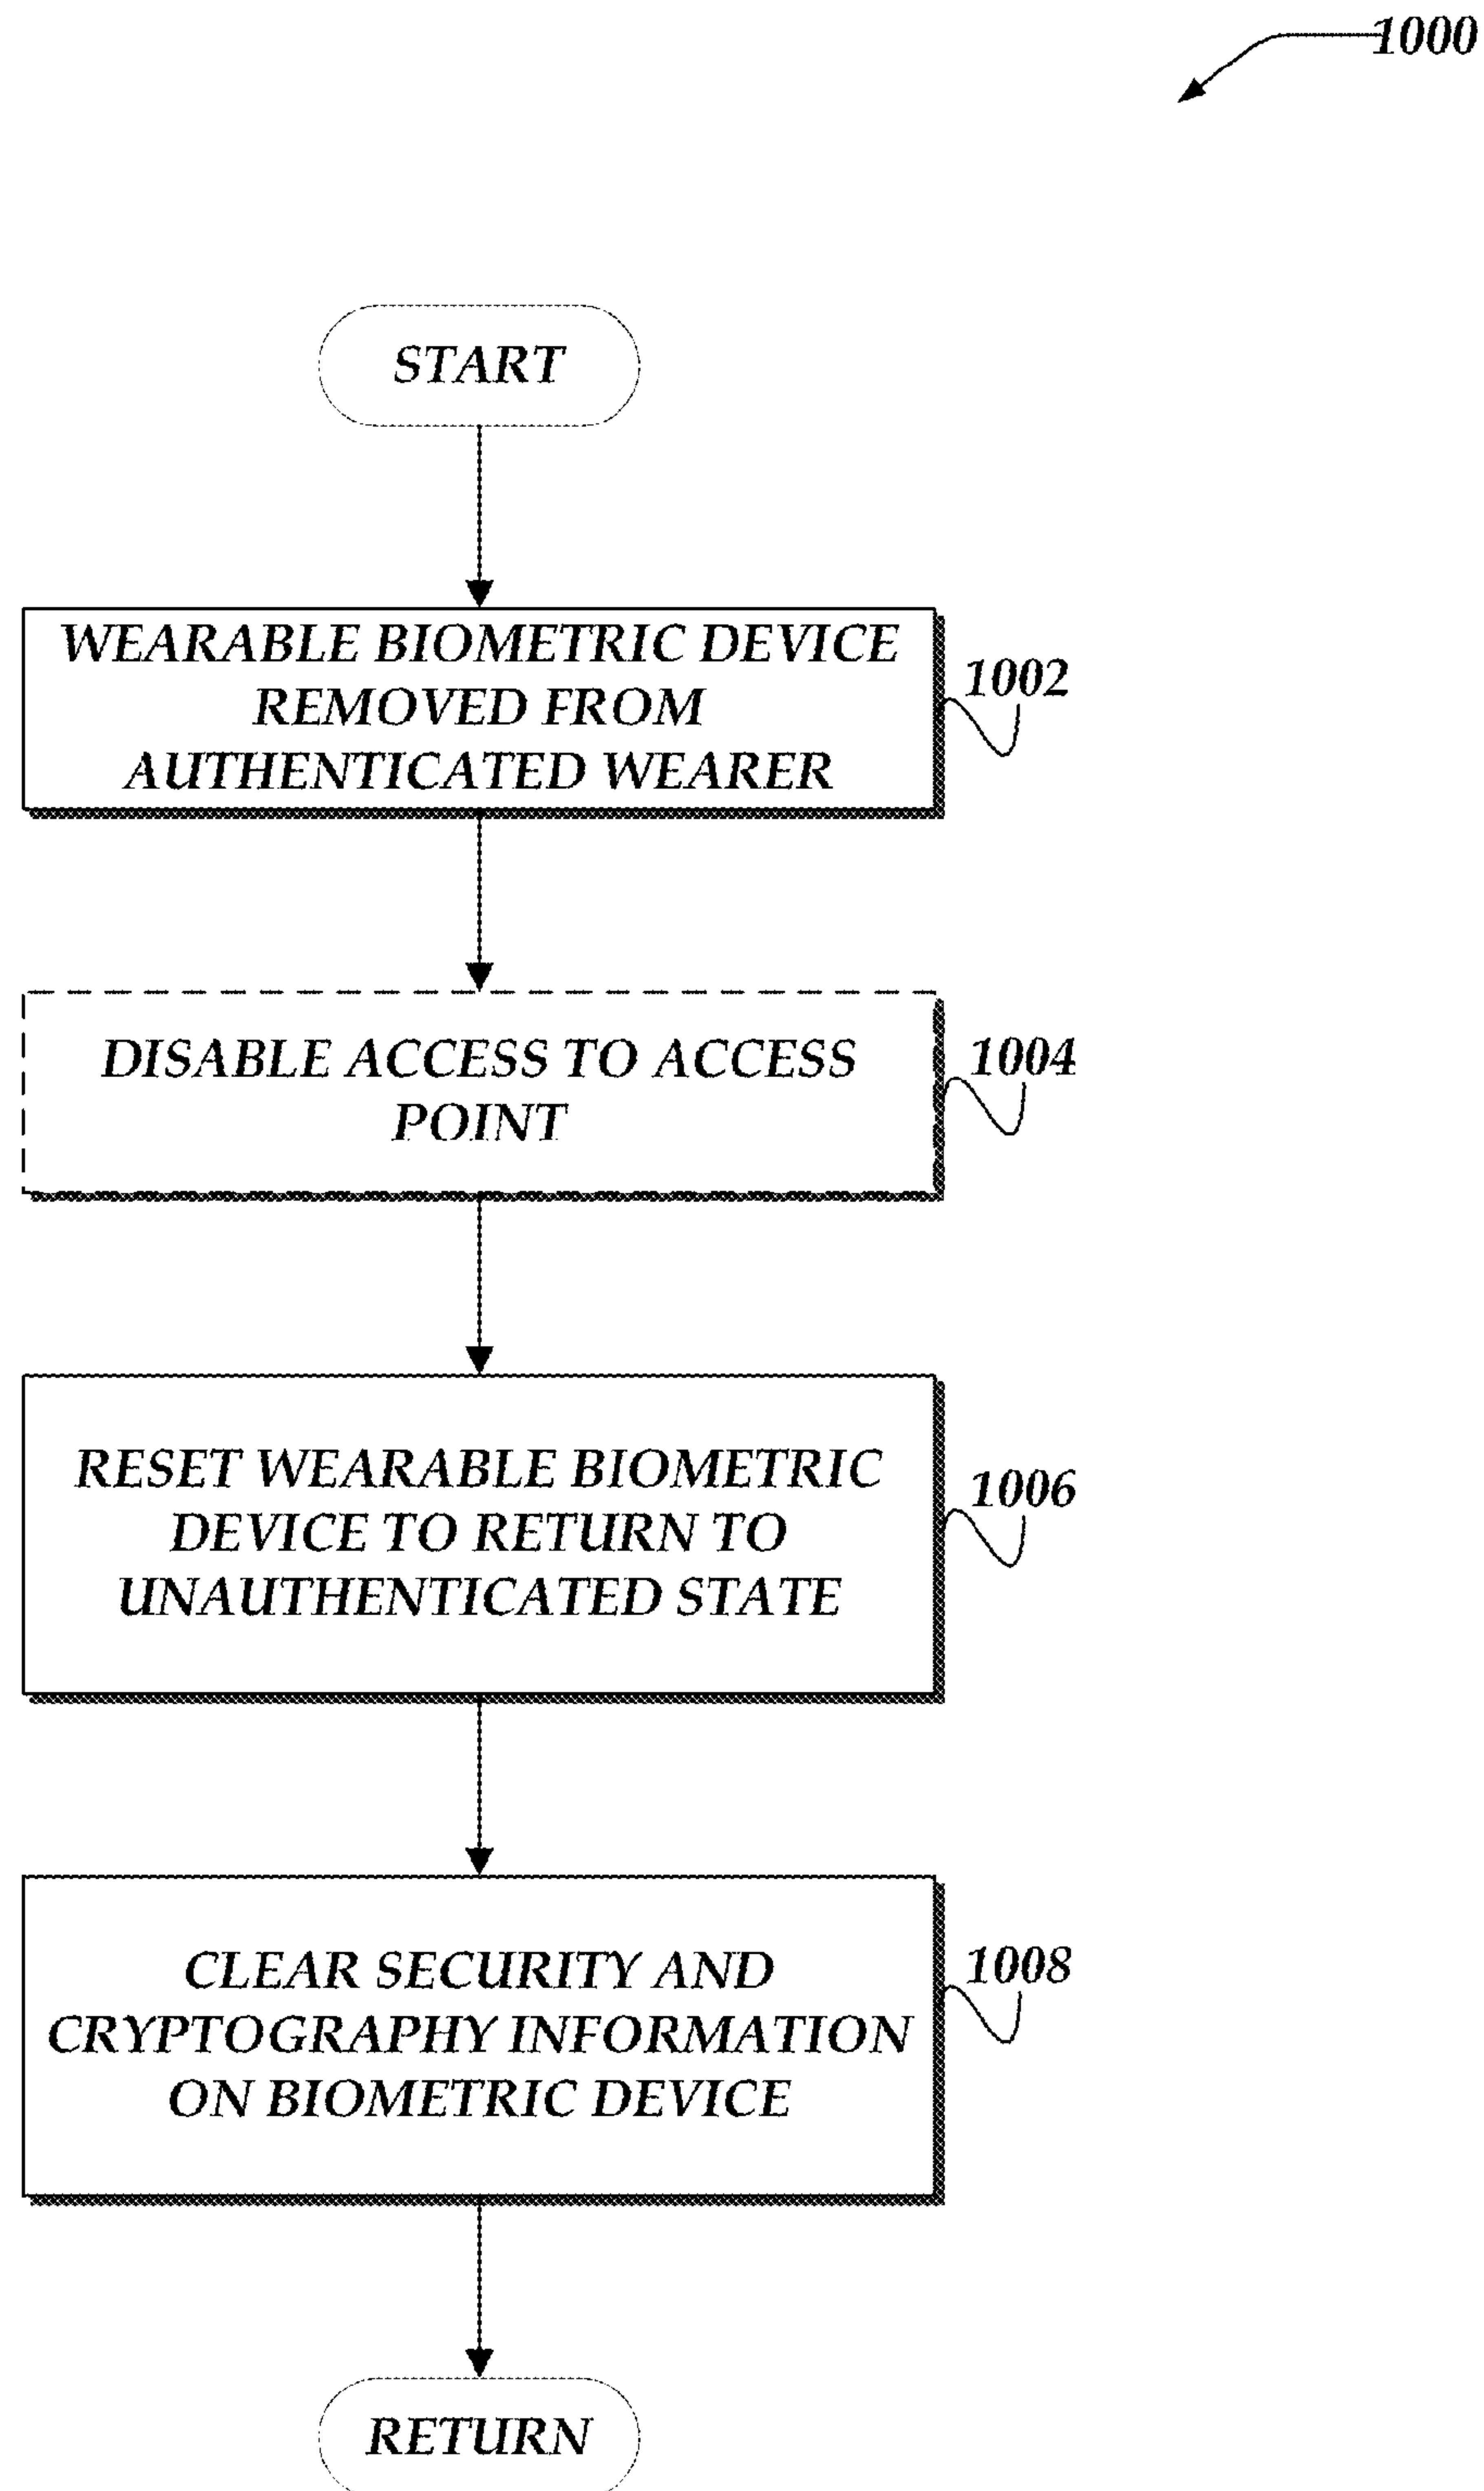 1000
START
WEARABLE BIOMETRIC DEVICE
REMOVED FROM
AUTHENTICATED WEARER
1002
DISABLE ACCESS TO ACCESS
POINT
1004
RESET WEARABLE BIOMETRIC
DEVICE TO RETURN TO
UNAUTHENTICATED STATE
1006
CLEAR SECURITY AND
CRYPTOGRAPHY INFORMATION
ON BIOMETRIC DEVICE
1008
RETURN